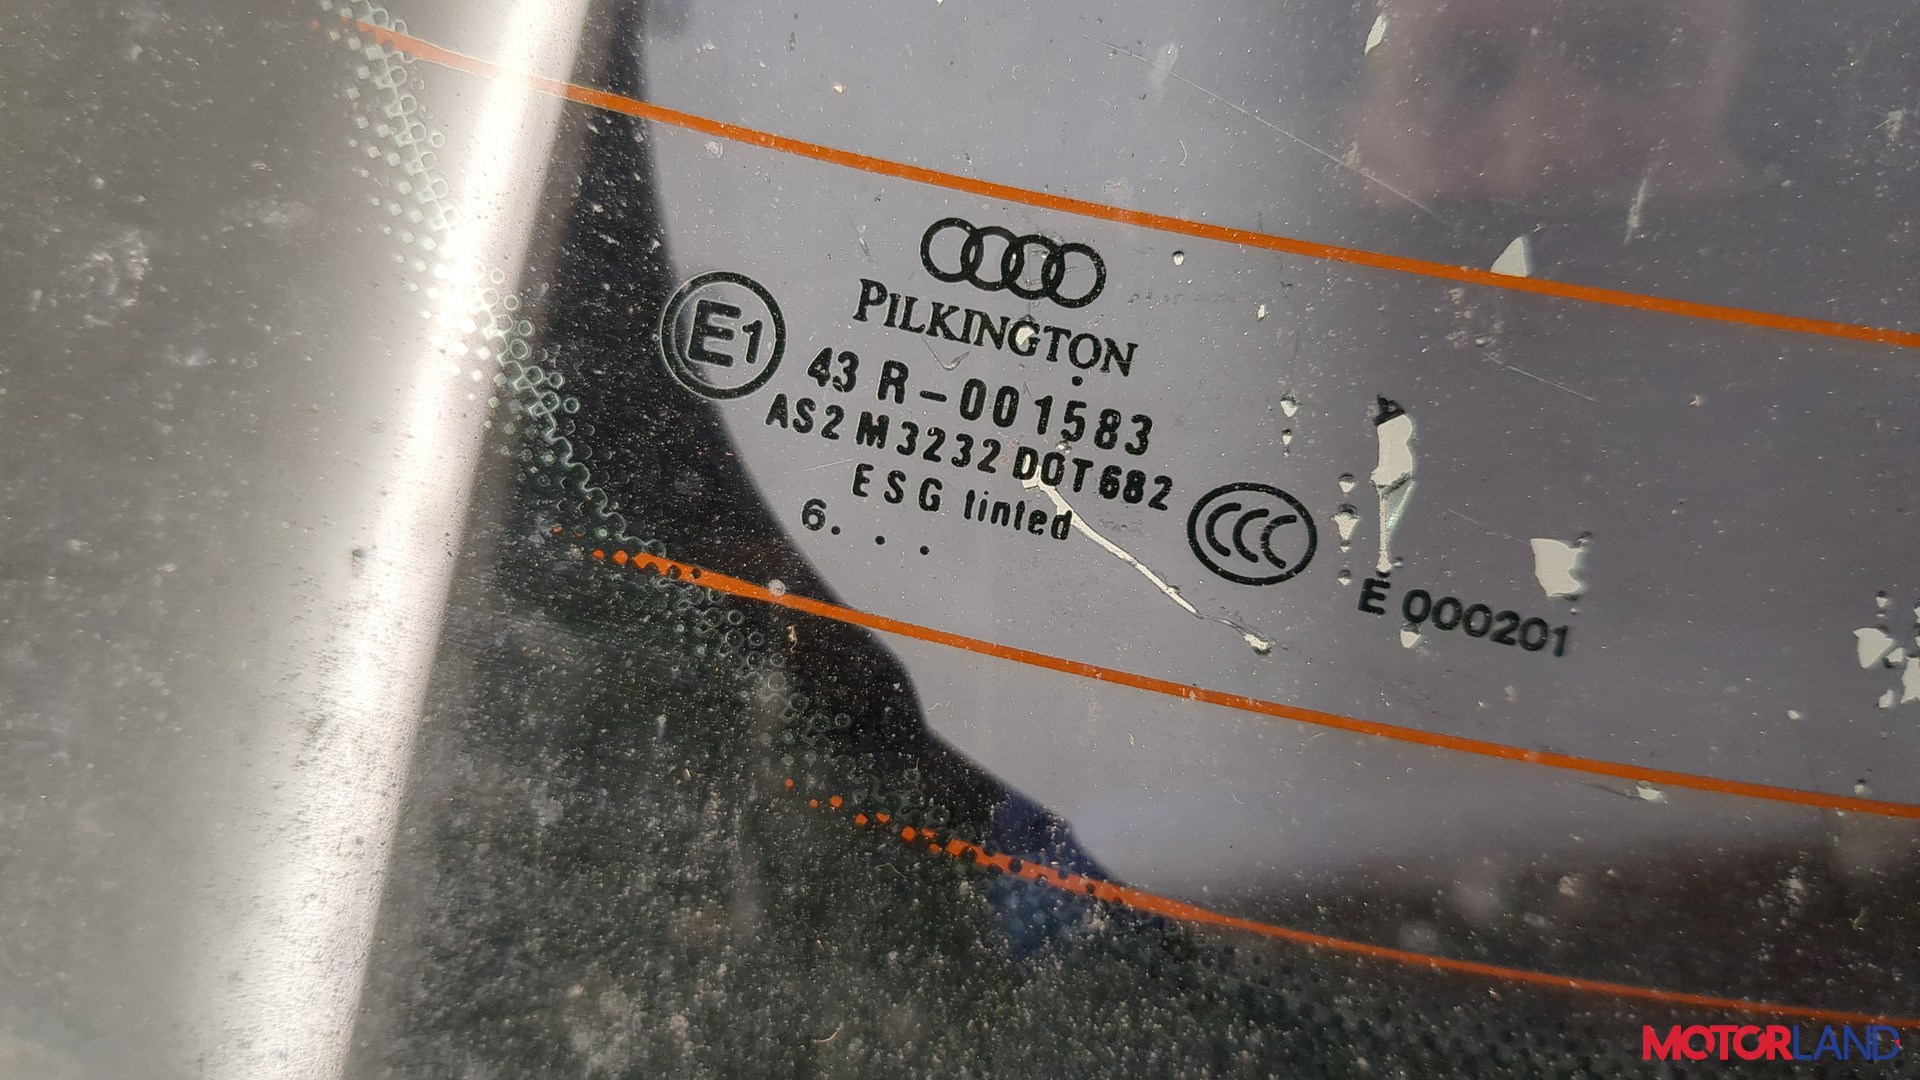 PILKINGTON
E1
43 R-001583
AS2 M3232 DOT682
ESG tinted
6. . .
CCC
E 000201
MOTORLAND